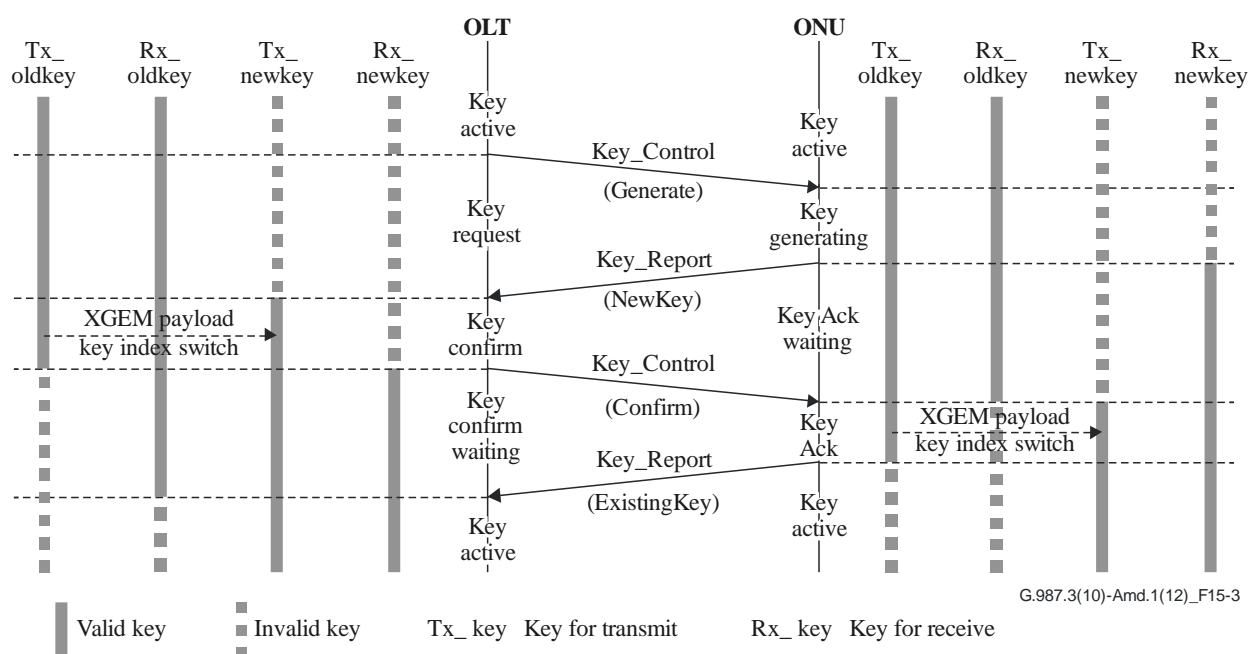 OLT
ONU
Tx_
oldkey
Rx_
oldkey
Tx_
newkey
Rx_
newkey
Tx_
oldkey
Rx_
oldkey
Tx_
newkey
Rx_
newkey
Key
active
Key_Control
(Generate)
Key
active
Key
request
Key
generating
Key_Report
(NewKey)
XGEM payload
key index switch
Key
confirm
Key Ack
waiting
Key_Control
(Confirm)
Key
confirm
waiting
Key
Ack
XGEM payload
key index switch
Key_Report
(ExistingKey)
Key
active
Key
active
G.987.3(10)-Amd.1(12)_F15-3
Valid key
Invalid key
Tx_ key Key for transmit
Rx_ key Key for receive